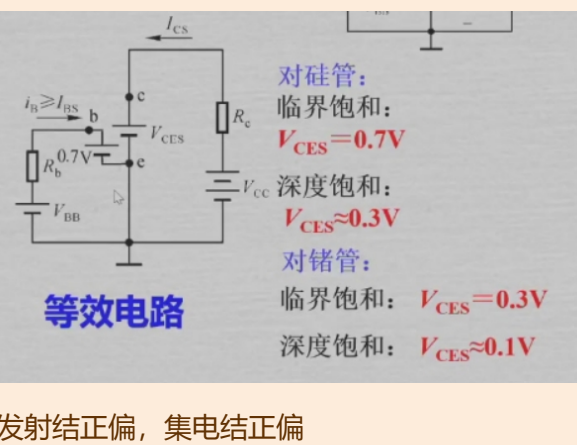 I_CS
i_B≥I_BS
b
c
R_c
V_CES
0.7V
e
R_b
V_CC
V_BB
等效电路
对硅管：
临界饱和：
V_CES＝0.7V
深度饱和：
V_CES≈0.3V
对锗管：
临界饱和： V_CES＝0.3V
深度饱和： V_CES≈0.1V
发射结正偏，集电结正偏